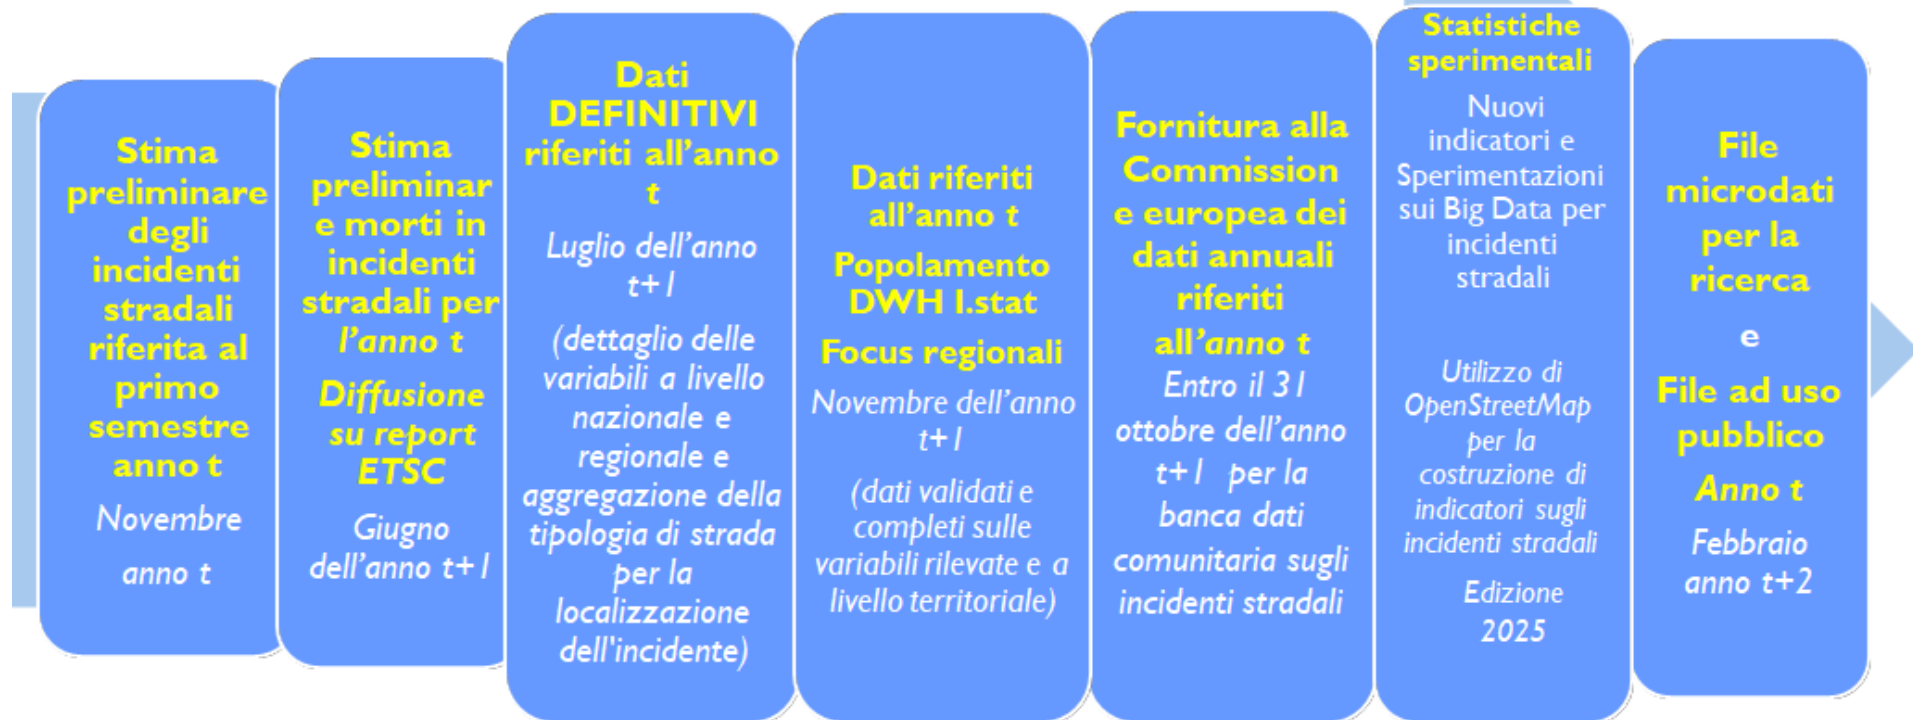 Stima
preliminare
degli
incidenti
stradali
riferita al
primo
semestre
anno t
Novembre
anno t
Stima
preliminar
e morti in
incidenti
stradali per
l'anno t
Diffusione
su report
ETSC
Giugno
dell'anno t+1
Dati
DEFINITIVI
riferiti all'anno
t
Luglio dell'anno
t+1
(dettaglio delle
variabili a livello
nazionale e
regionale e
aggregazione della
tipologia di strada
per la
localizzazione
dell'incidente)
Dati riferiti
all'anno t
Popolamento
DWH I.stat
Focus regionali
Novembre dell'anno
t+1
(dati validati e
completi sulle
variabili rilevate e a
livello territoriale)
Fornitura alla
Commission
e europea dei
dati annuali
riferiti
all'anno t
Entro il 31
ottobre dell'anno
t+1 per la
banca dati
comunitaria sugli
incidenti stradali
Statistiche
sperimentali
Nuovi
indicatori e
Sperimentazioni
sui Big Data per
incidenti
stradali
Utilizzo di
OpenStreetMap
per la
costruzione di
indicatori sugli
incidenti stradali
Edizione
2025
File
microdati
per la
ricerca
e
File ad uso
pubblico
Anno t
Febbraio
anno t+2